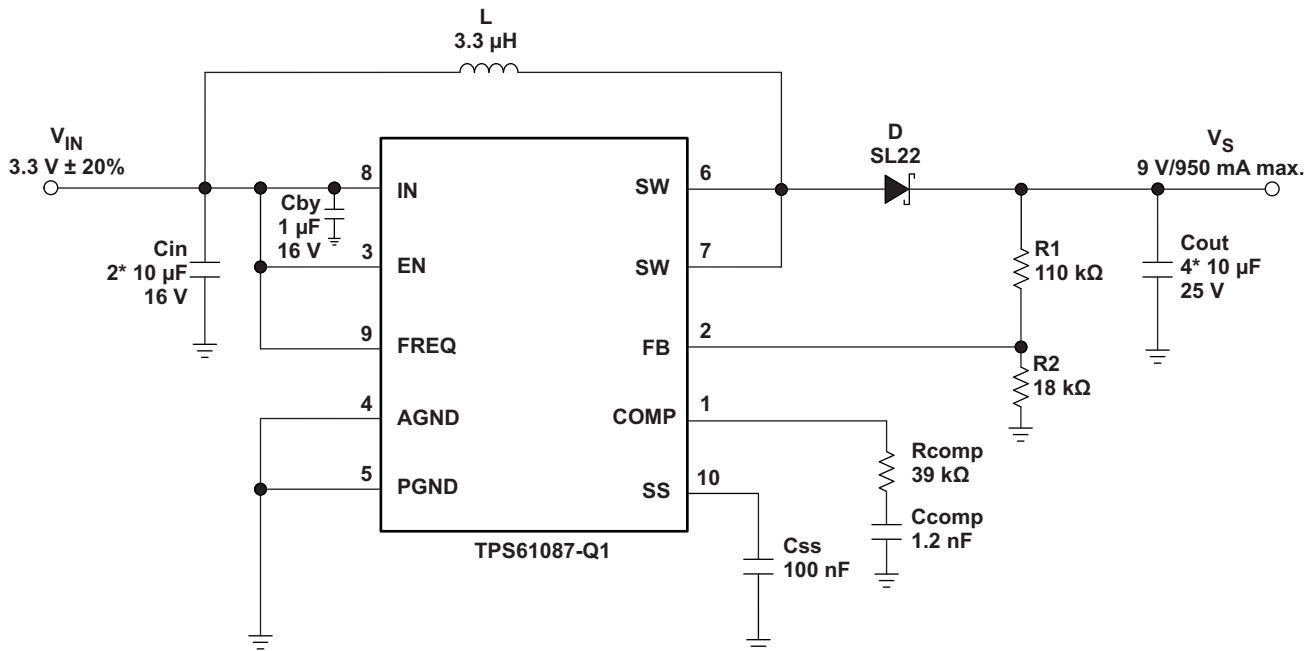 L
3.3 µH
V_IN
3.3 V ± 20%
D
SL22
V_S
9 V/950 mA max.
8
IN
Cby
1 µF
16 V
SW
6
Cin
2* 10 µF
16 V
3
EN
SW
7
R1
110 kΩ
Cout
4* 10 µF
25 V
9
FREQ
FB
2
R2
18 kΩ
4
AGND
COMP
1
Rcomp
39 kΩ
5
PGND
SS
10
Ccomp
1.2 nF
TPS61087-Q1
Css
100 nF